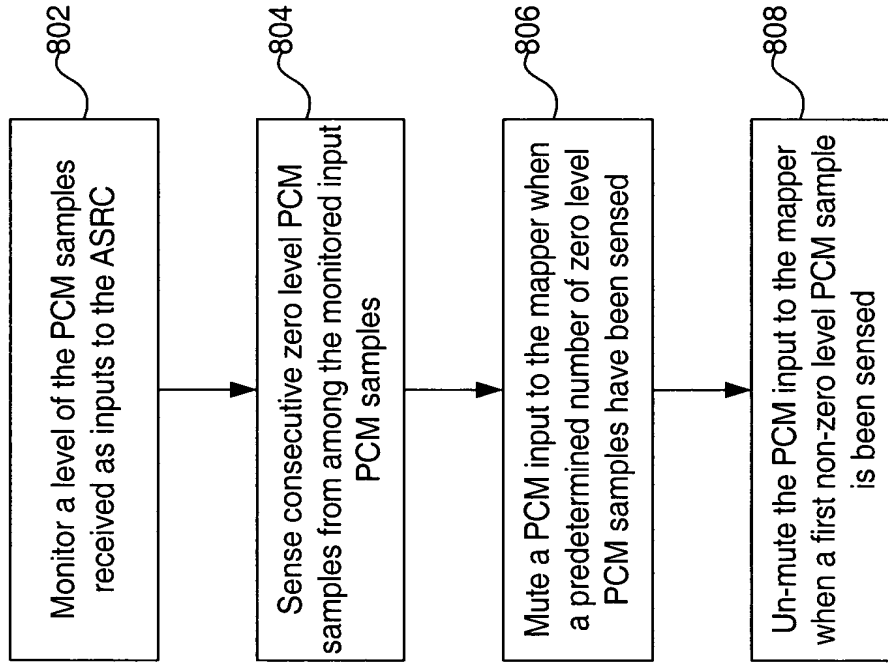 Monitor a level of the PCM samples
received as inputs to the ASRC
802
Sense consecutive zero level PCM
samples from among the monitored input
PCM samples
804
Mute a PCM input to the mapper when
a predetermined number of zero level
PCM samples have been sensed
806
Un-mute the PCM input to the mapper
when a first non-zero level PCM sample
is been sensed
808